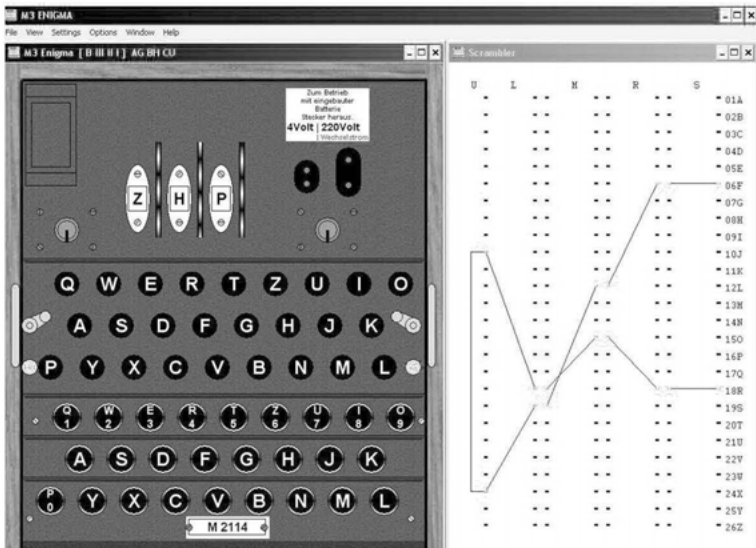 M3 ENIGMA
File View Settings Options Window Help
M3 Enigma [ B III II I ] AG BH CU
Zum Betrieb
mit eingebauter
Batterie
Stecker heraus.
4Volt | 220Volt
| Wechselstrom
Z H P
Q W E R T Z U I O
A S D F G H J K
P Y X C V B N M L
Q W E R T Z U I O
1 2 3 4 5 6 7 8 9
A S D F G H J K
P Y X C V B N M L
0
M 2114
Scrambler
U L M R S
01A
02B
03C
04D
05E
06F
07G
08H
09I
10J
11K
12L
13M
14N
15O
16P
17Q
18R
19S
20T
21U
22V
23W
24X
25Y
26Z